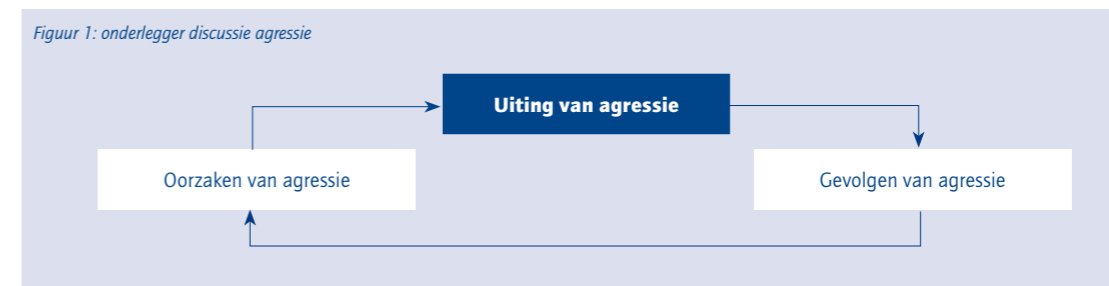 Figuur 1: onderlegger discussie agressie
Uiting van agressie
Oorzaken van agressie
Gevolgen van agressie